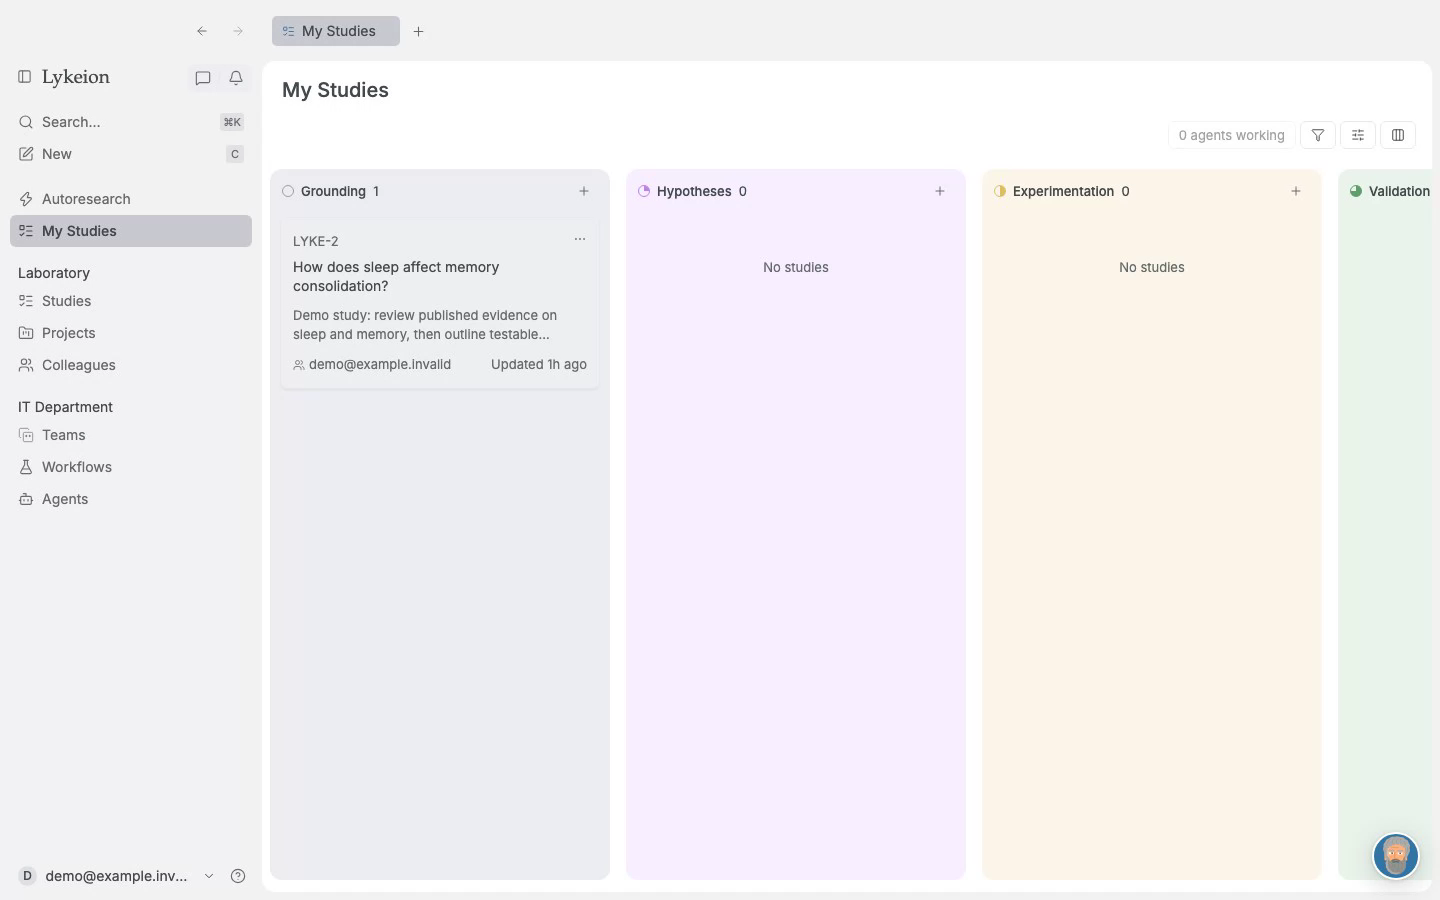 My Studies
Lykeion
Search...
⌘K
New
C
Autoresearch
My Studies
Laboratory
Studies
Projects
Colleagues
IT Department
Teams
Workflows
Agents
D
demo@example.inv...
My Studies
0 agents working
Grounding 1
LYKE-2
How does sleep affect memory
consolidation?
Demo study: review published evidence on
sleep and memory, then outline testable...
demo@example.invalid
Updated 1h ago
Hypotheses 0
No studies
Experimentation 0
No studies
Validation